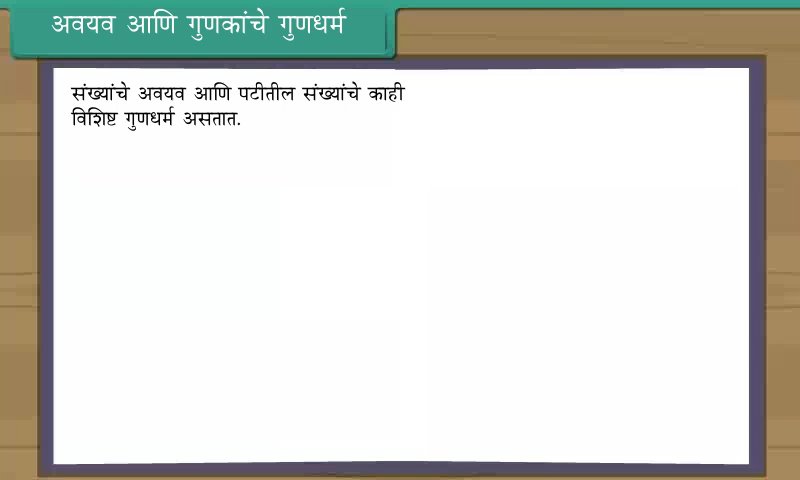 अवयव आणि गुणकांचे गुणधर्म
संख्यांचे अवयव आणि पटीतील संख्यांचे काही
विशिष्ट गुणधर्म असतात.